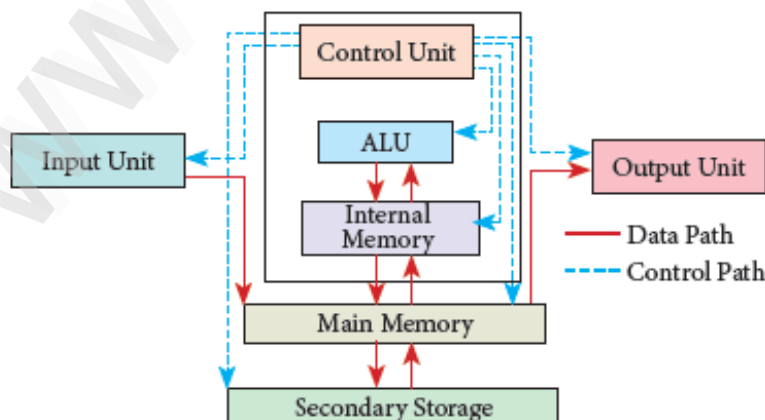 Control Unit
ALU
Input Unit
Output Unit
Internal
Memory
Data Path
Control Path
Main Memory
Secondary Storage